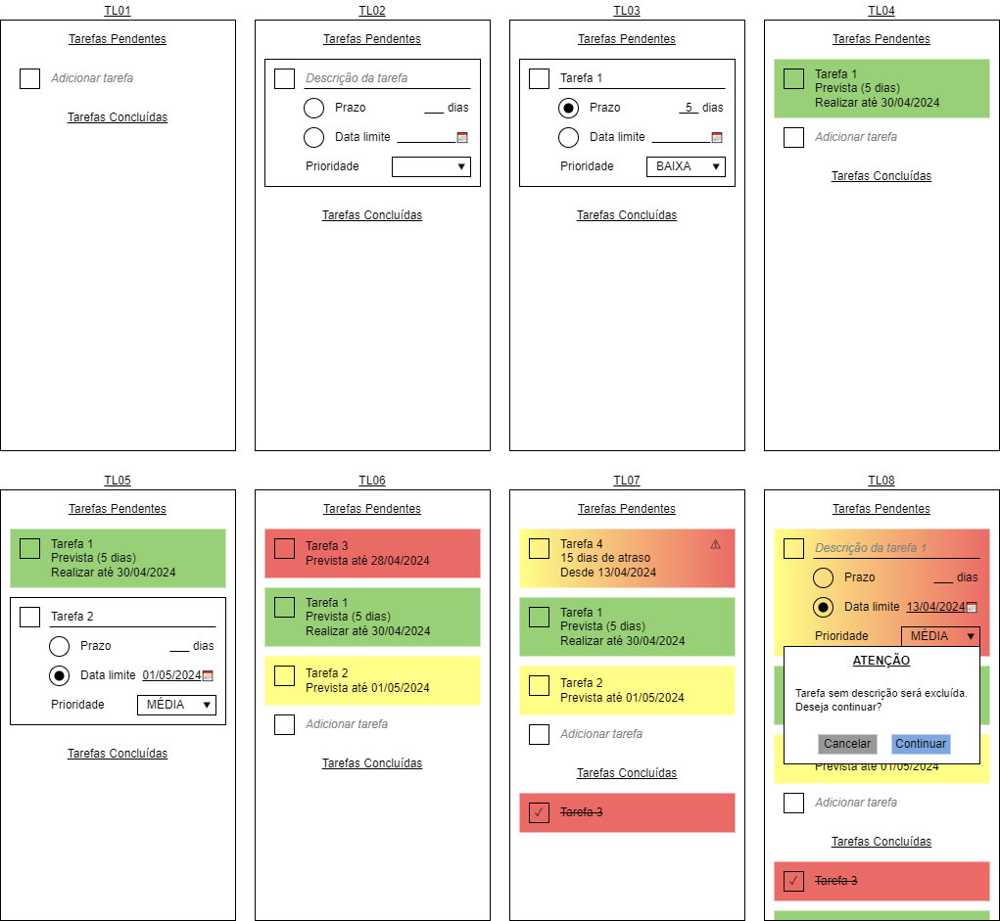 TL01
Tarefas Pendentes
Adicionar tarefa
Tarefas Concluídas
TL02
Tarefas Pendentes
Descrição da tarefa
Prazo ___ dias
Data limite _________
Prioridade ▼
Tarefas Concluídas
TL03
Tarefas Pendentes
Tarefa 1
Prazo _5_ dias
Data limite _________
Prioridade BAIXA ▼
Tarefas Concluídas
TL04
Tarefas Pendentes
Tarefa 1
Prevista (5 dias)
Realizar até 30/04/2024
Adicionar tarefa
Tarefas Concluídas
TL05
Tarefas Pendentes
Tarefa 1
Prevista (5 dias)
Realizar até 30/04/2024
Tarefa 2
Prazo ___ dias
Data limite 01/05/2024
Prioridade MÉDIA ▼
Tarefas Concluídas
TL06
Tarefas Pendentes
Tarefa 3
Prevista até 28/04/2024
Tarefa 1
Prevista (5 dias)
Realizar até 30/04/2024
Tarefa 2
Prevista até 01/05/2024
Adicionar tarefa
Tarefas Concluídas
TL07
Tarefas Pendentes
Tarefa 4
15 dias de atraso
Desde 13/04/2024
Tarefa 1
Prevista (5 dias)
Realizar até 30/04/2024
Tarefa 2
Prevista até 01/05/2024
Adicionar tarefa
Tarefas Concluídas
✓ Tarefa 3
TL08
Tarefas Pendentes
Descrição da tarefa 1
Prazo ___ dias
Data limite 13/04/2024
Prioridade MÉDIA ▼
ATENÇÃO
Tarefa sem descrição será excluída.
Deseja continuar?
Cancelar Continuar
Prevista até 01/05/2024
Adicionar tarefa
Tarefas Concluídas
✓ Tarefa 3